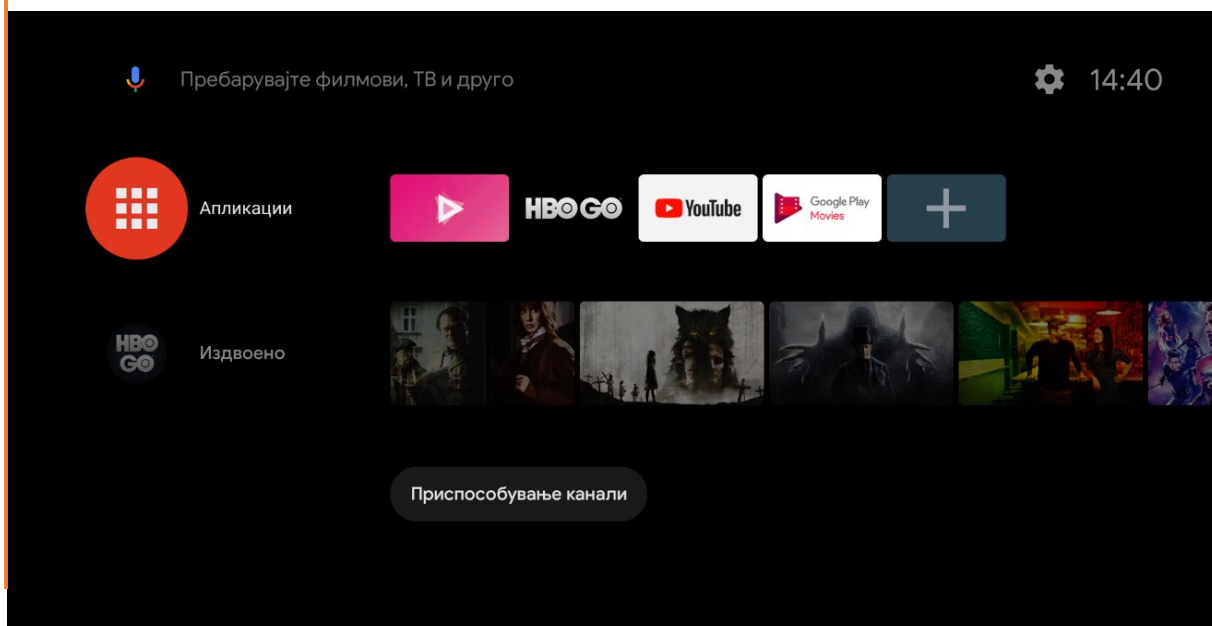 Пребарувајте филмови, ТВ и друго
14:40
Апликации
HBO GO
YouTube
Google Play
Movies
HBO
GO
Издвоено
Приспособување канали